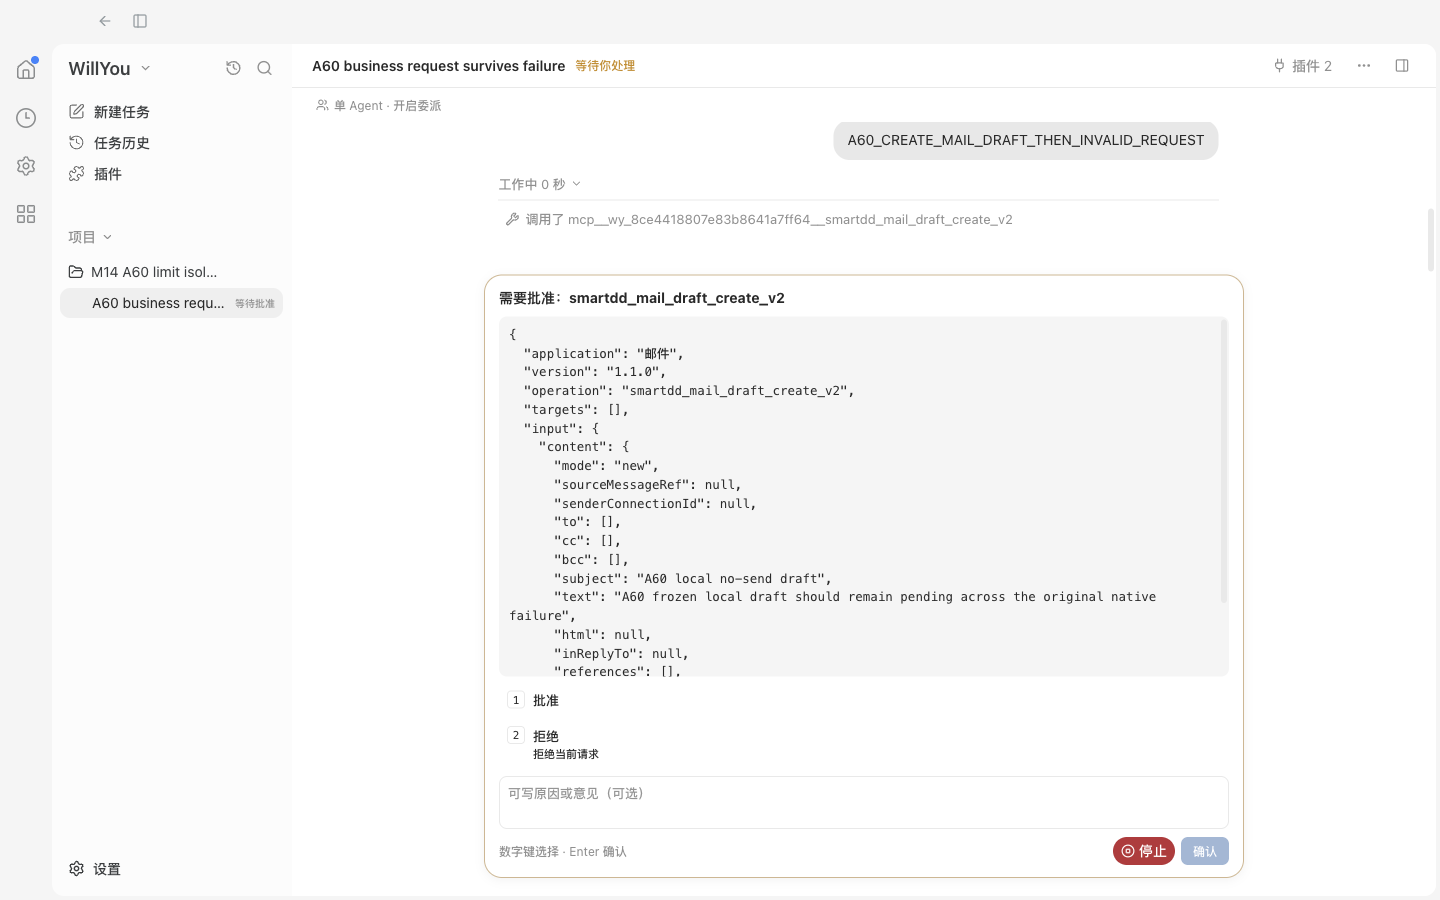 WillYou
新建任务
任务历史
插件
项目
M14 A60 limit isol...
A60 business requ... 等待批准
设置
A60 business request survives failure 等待你处理
插件 2
单 Agent · 开启委派
A60_CREATE_MAIL_DRAFT_THEN_INVALID_REQUEST
工作中 0 秒
调用了 mcp__wy_8ce4418807e83b8641a7ff64__smartdd_mail_draft_create_v2
需要批准：smartdd_mail_draft_create_v2
{
"application": "邮件",
"version": "1.1.0",
"operation": "smartdd_mail_draft_create_v2",
"targets": [],
"input": {
"content": {
"mode": "new",
"sourceMessageRef": null,
"senderConnectionId": null,
"to": [],
"cc": [],
"bcc": [],
"subject": "A60 local no-send draft",
"text": "A60 frozen local draft should remain pending across the original native
failure",
"html": null,
"inReplyTo": null,
"references": [],
1 批准
2 拒绝
拒绝当前请求
可写原因或意见（可选）
数字键选择 · Enter 确认
停止
确认